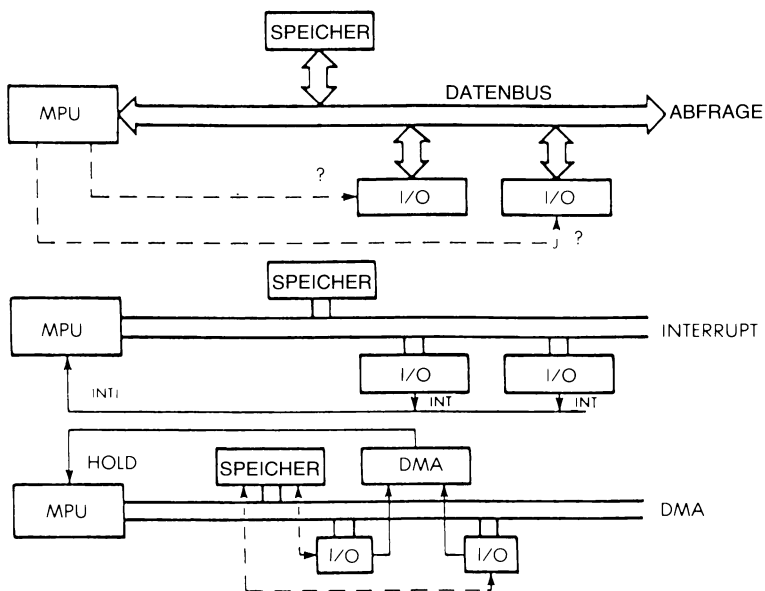 SPEICHER
DATENBUS
MPU
ABFRAGE
?
I/O
I/O
?
SPEICHER
MPU
INTERRUPT
I/O
I/O
INT
INT
INT
HOLD
SPEICHER
DMA
MPU
DMA
I/O
I/O